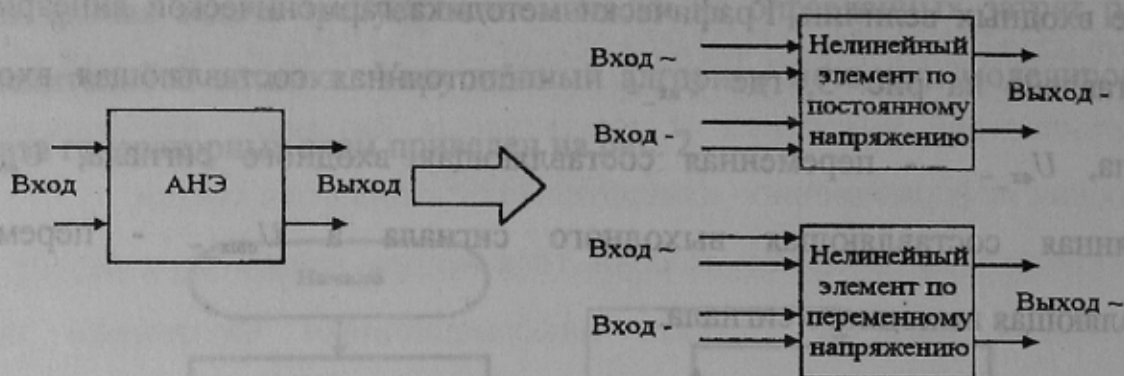 Вход
АНЭ
Выход
Вход ~
Вход -
Нелинейный
элемент по
постоянному
напряжению
Выход -
Вход ~
Вход -
Нелинейный
элемент по
переменному
напряжению
Выход ~